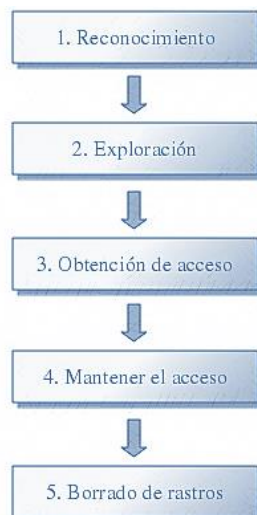 1. Reconocimiento
2. Exploración
3. Obtención de acceso
4. Mantener el acceso
5. Borrado de rastros